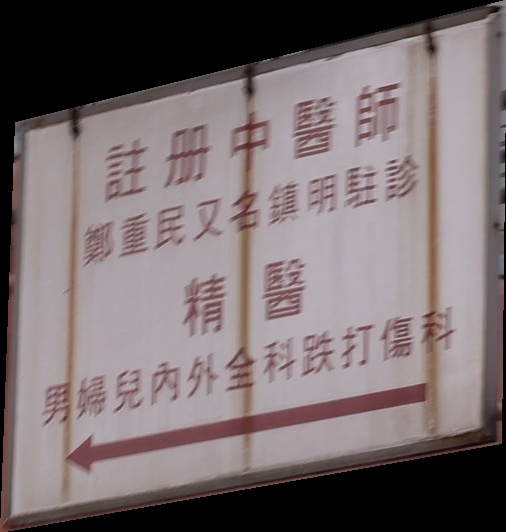 註册中醫師
鄭重民又名鎮明駐診
精醫
男婦兒內外全科跌打傷科